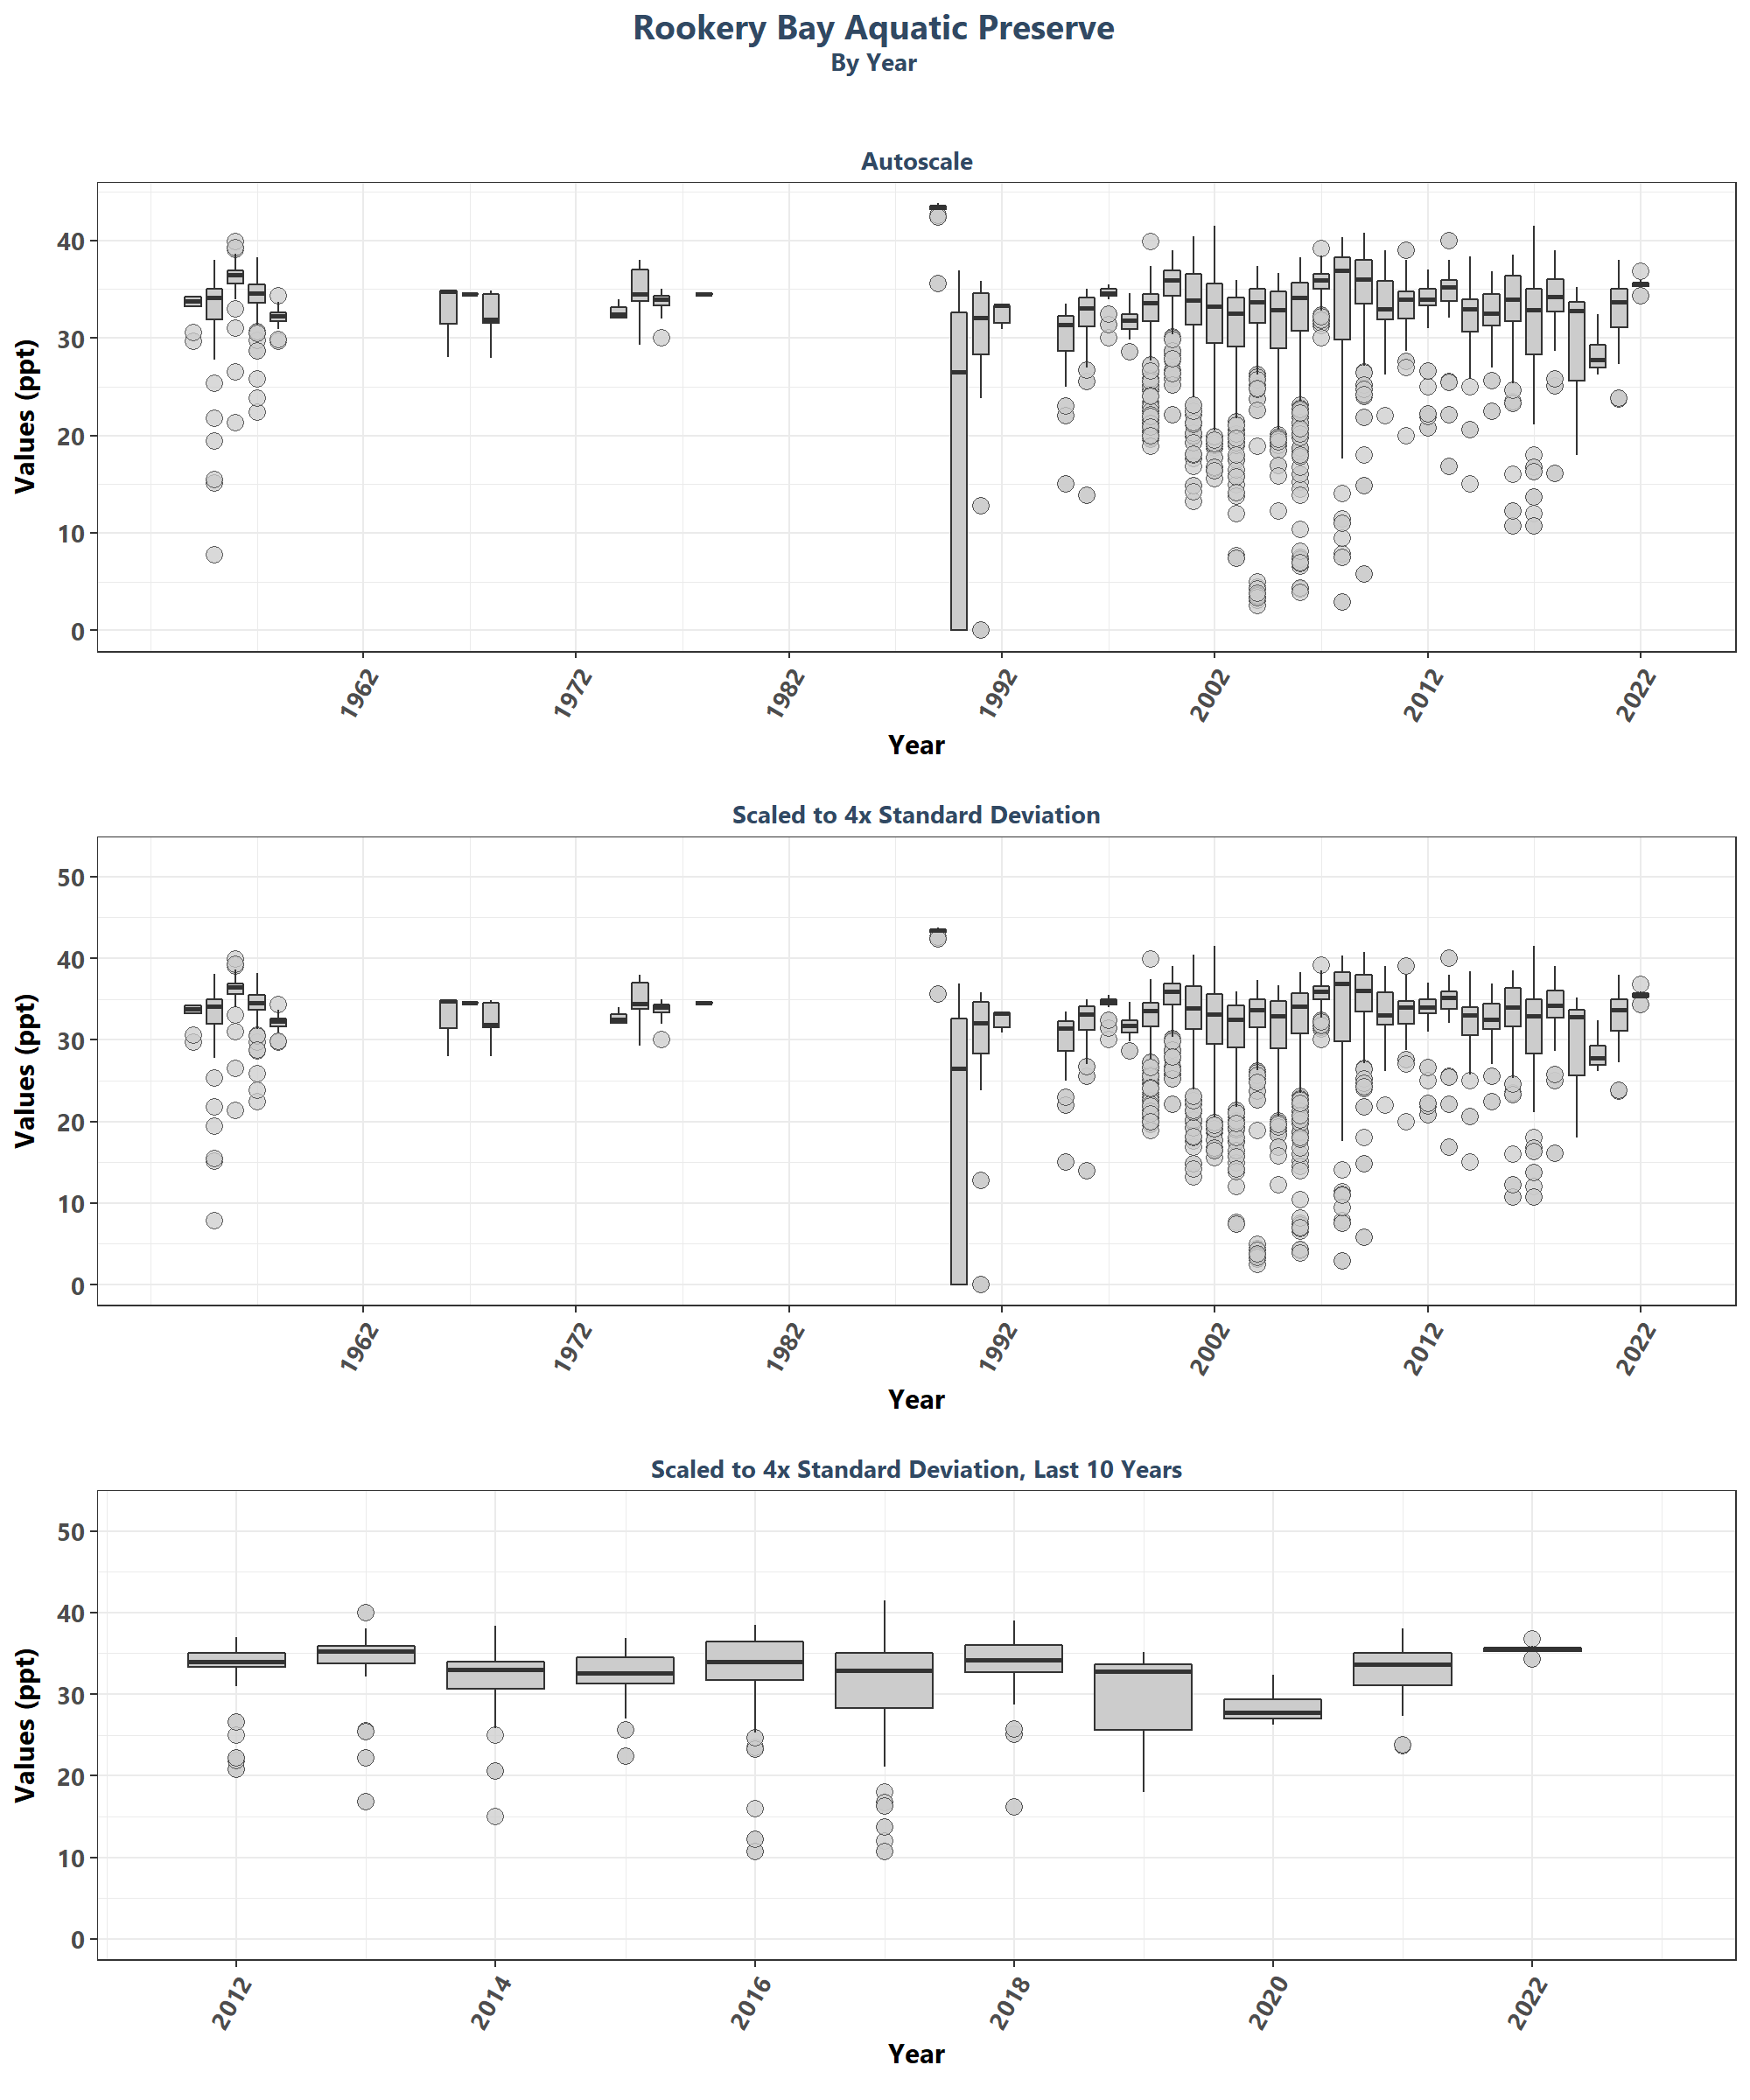 Rookery Bay Aquatic Preserve
By Year
Autoscale
Values (ppt)
40
30
20
10
0
1962 1972 1982 1992 2002 2012 2022
Year
Scaled to 4x Standard Deviation
Values (ppt)
50
40
30
20
10
0
1962 1972 1982 1992 2002 2012 2022
Year
Scaled to 4x Standard Deviation, Last 10 Years
Values (ppt)
50
40
30
20
10
0
2012 2014 2016 2018 2020 2022
Year